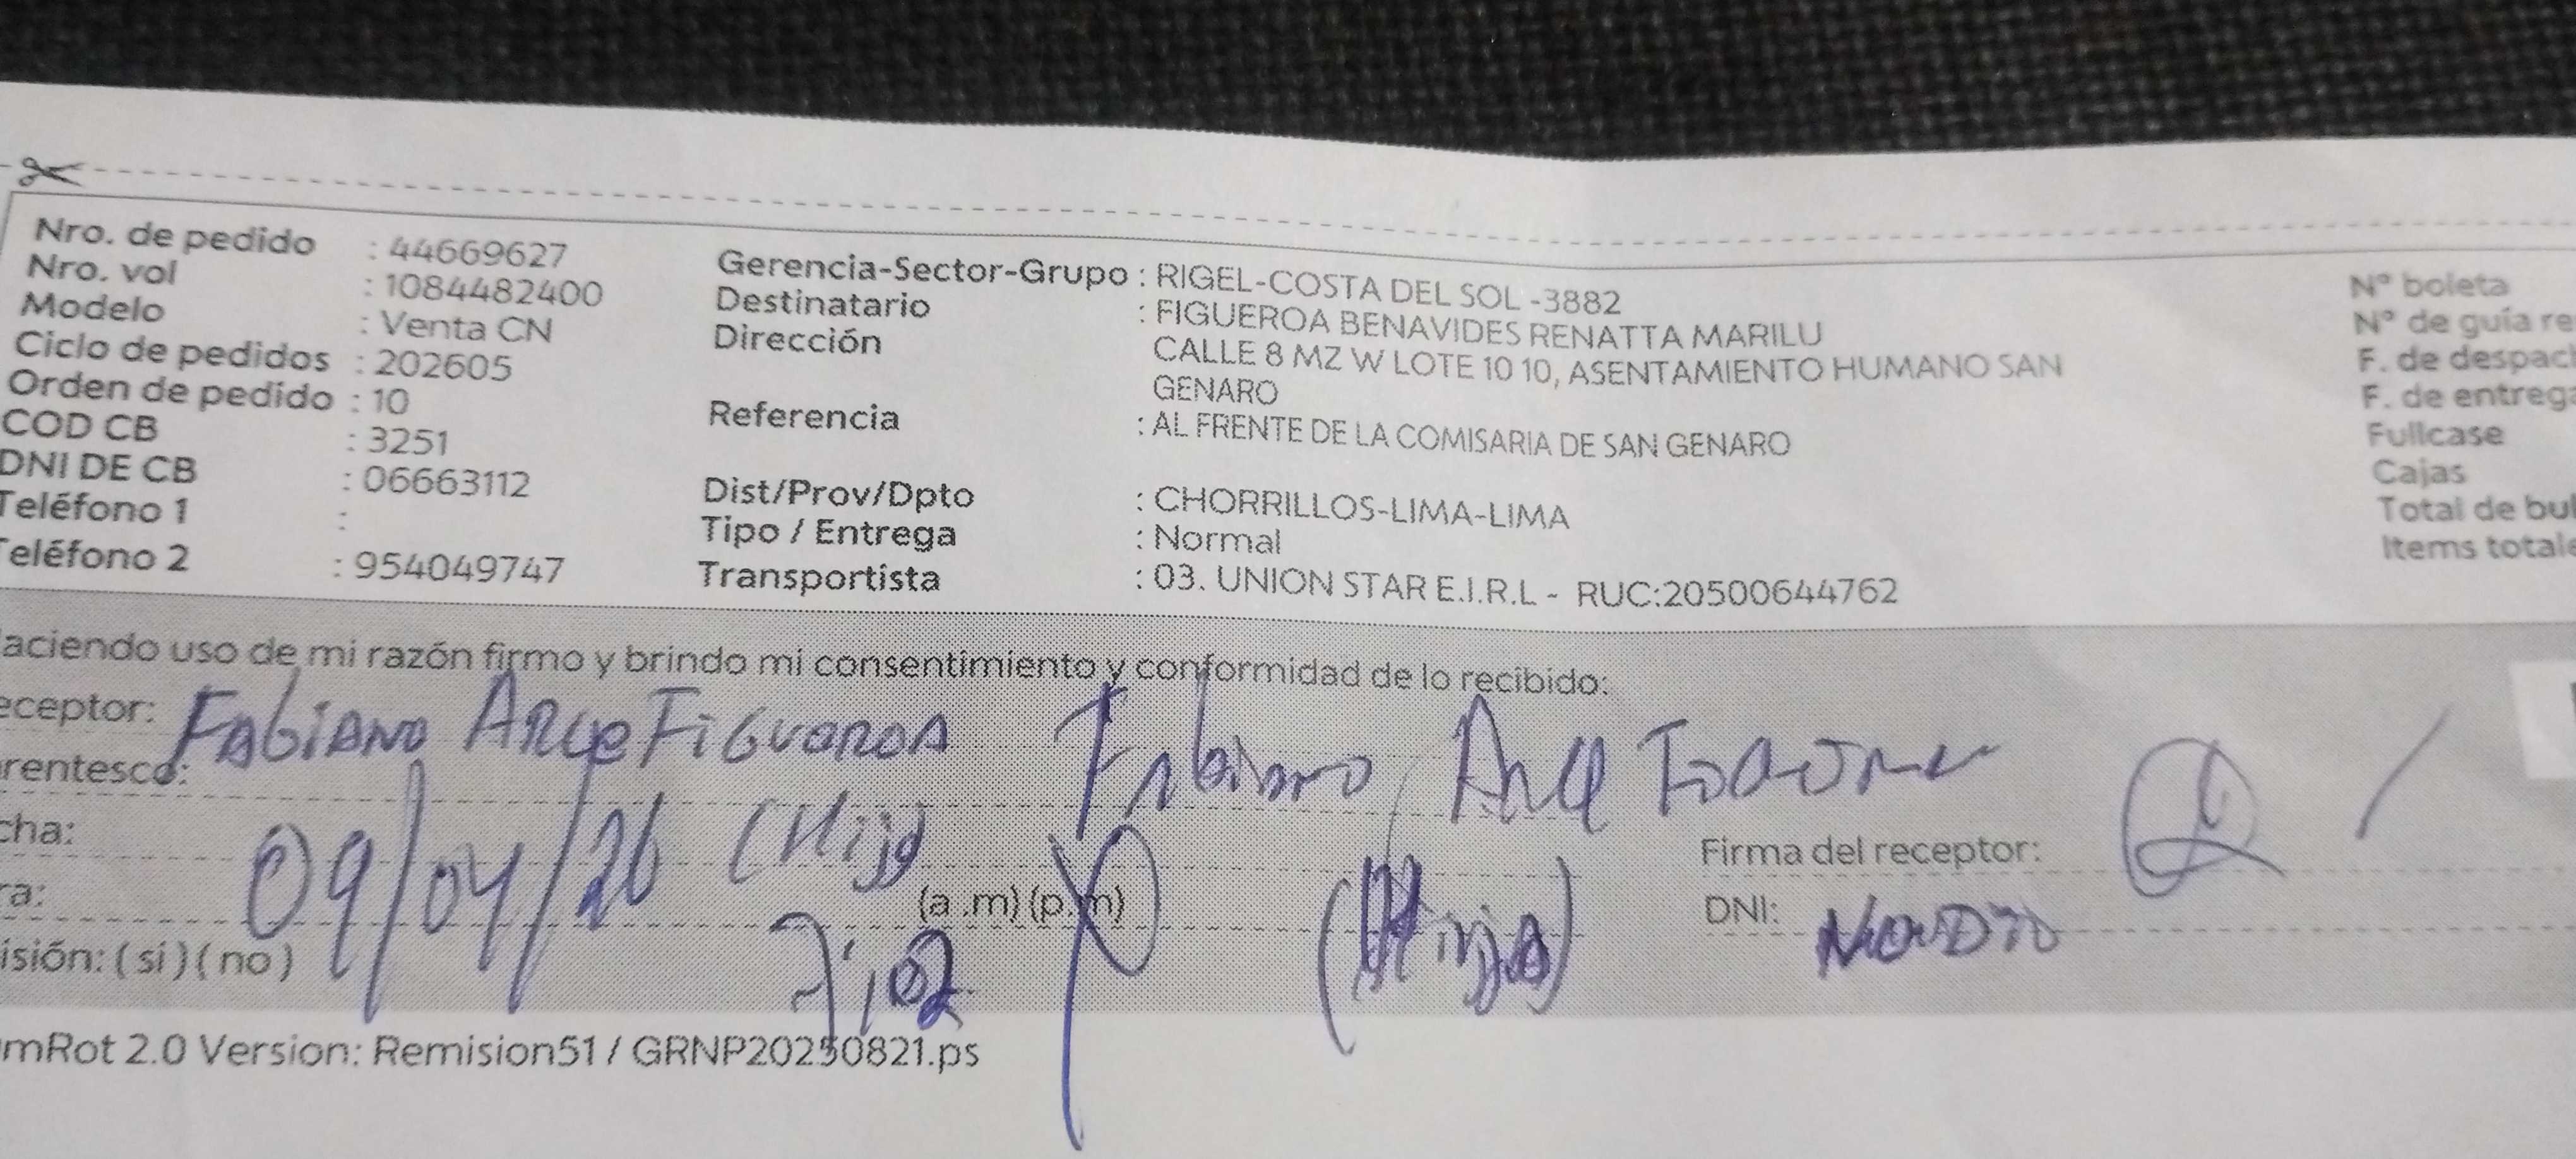 Nro. de pedido : 44669627
Nro. vol : 1084482400
Modelo : Venta CN
Ciclo de pedidos : 202605
Orden de pedido : 10
COD CB : 3251
DNI DE CB : 06663112
Teléfono 1 :
Teléfono 2 : 954049747
Gerencia-Sector-Grupo : RIGEL-COSTA DEL SOL -3882
Destinatario : FIGUEROA BENAVIDES RENATTA MARILU
Dirección CALLE 8 MZ W LOTE 10 10, ASENTAMIENTO HUMANO SAN
GENARO
Referencia : AL FRENTE DE LA COMISARIA DE SAN GENARO
Dist/Prov/Dpto : CHORRILLOS-LIMA-LIMA
Tipo / Entrega : Normal
Transportista : 03. UNION STAR E.I.R.L - RUC:20500644762
Nº boleta
Nº de guía re
F. de despach
F. de entrega
Fullcase
Cajas
Total de bul
Items totale
aciendo uso de mi razón firmo y brindo mi consentimiento y conformidad de lo recibido:
eceptor: Fabiano Arce Figueroa Fabiano Arce
rentesco:
cha: 09/04/26 (Hijo)
ra: (a .m) (p.m)
isión: ( si ) ( no )
Firma del receptor:
DNI:
mRot 2.0 Version: Remision51 / GRNP20250821.ps